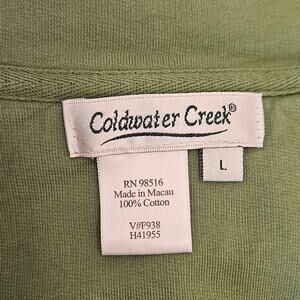 Coldwater Creek®
L
RN 98516
Made in Macau
100% Cotton
V#F938
H41955